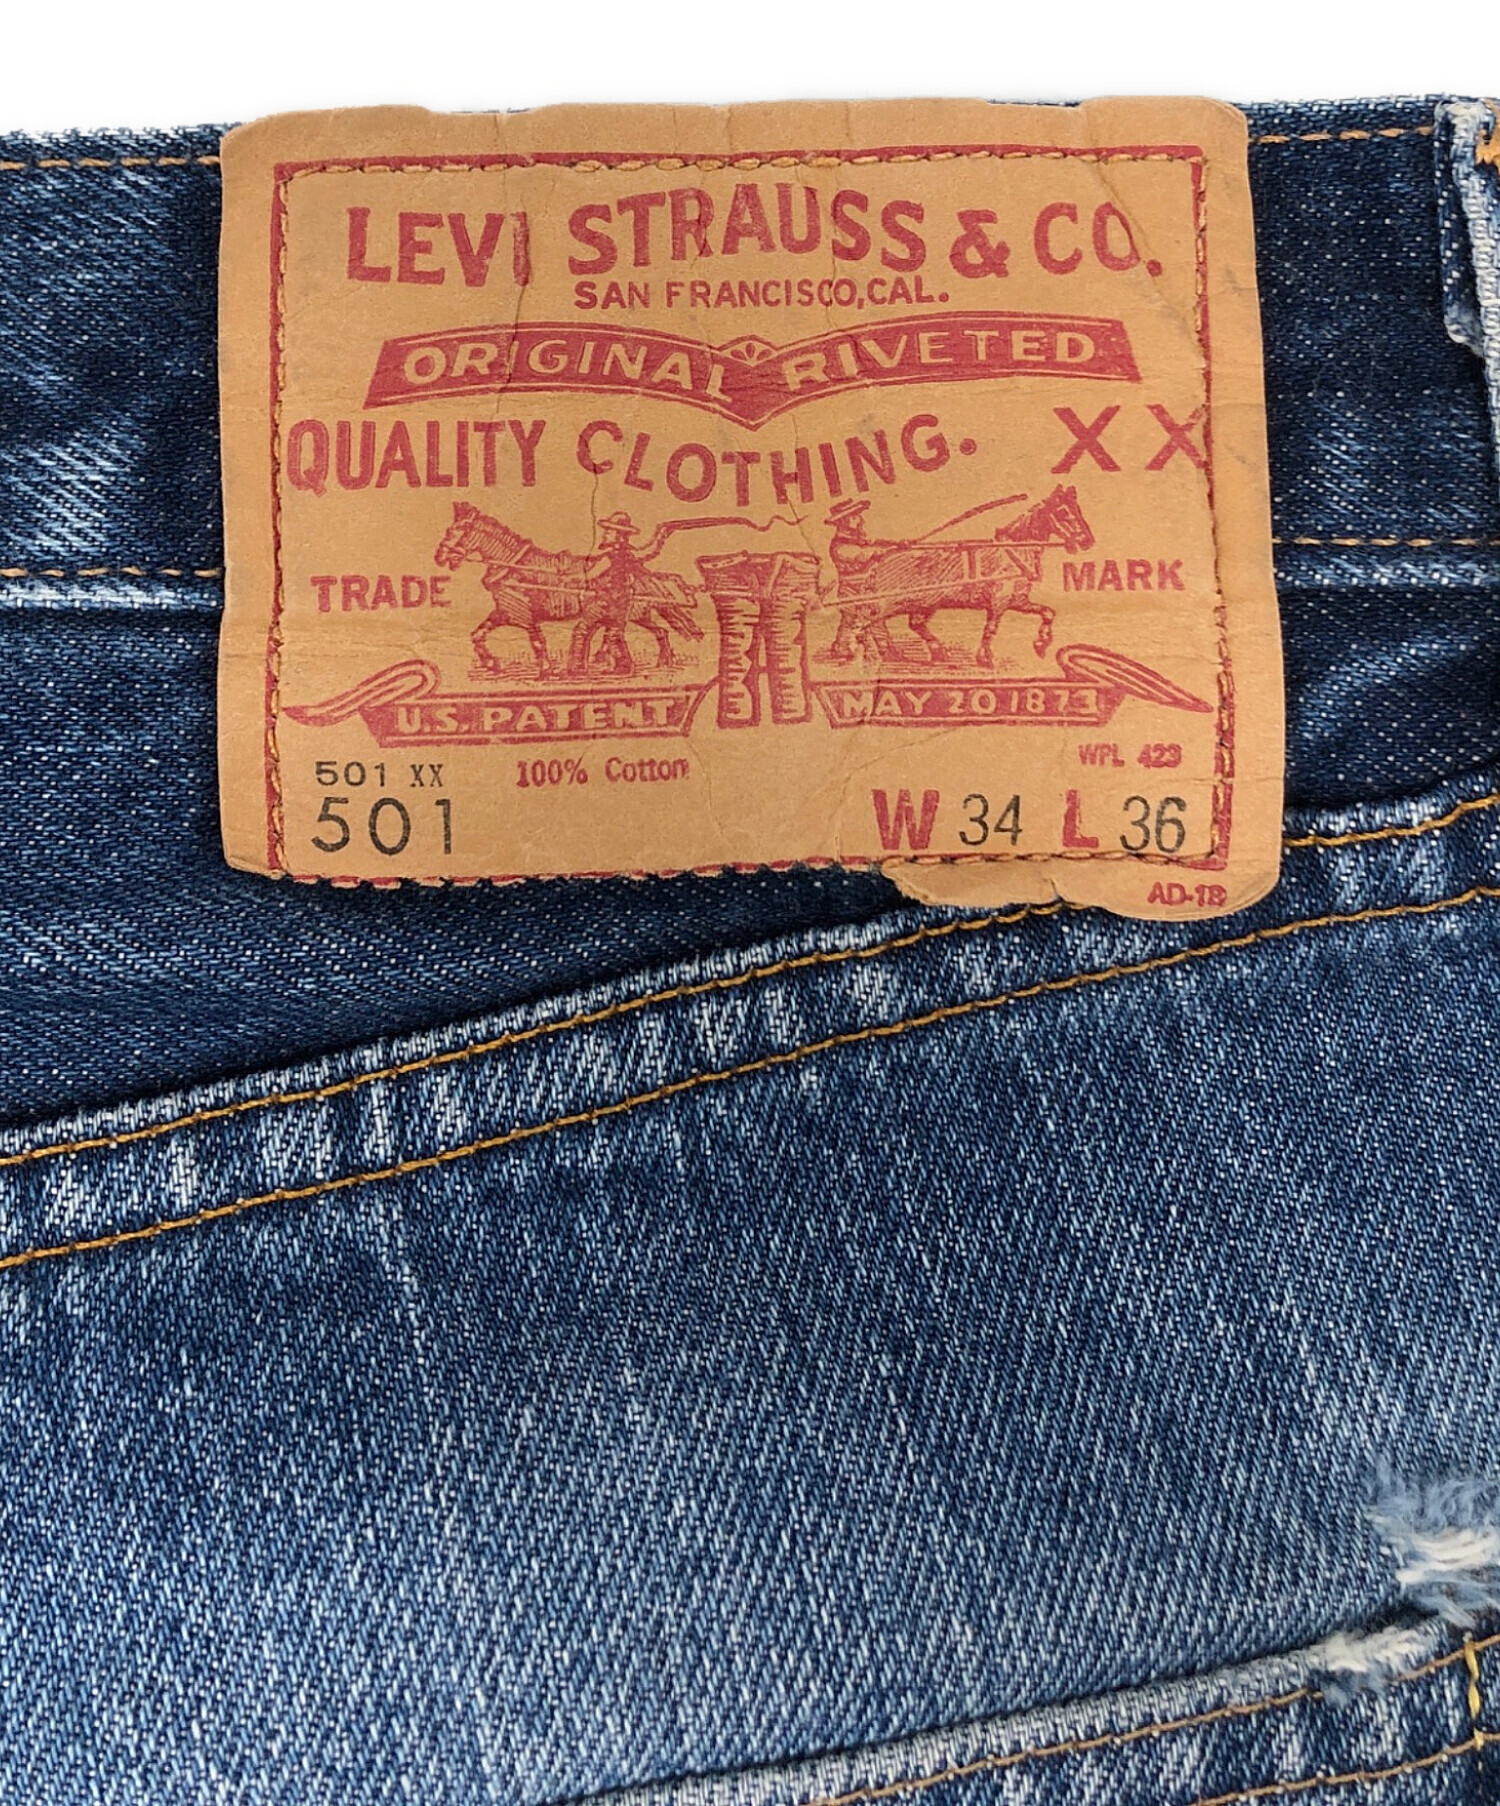 LEVI STRAUSS & CO.
SAN FRANCISCO, CAL.
ORIGINAL RIVETED
QUALITY CLOTHING. XX
TRADE MARK
U.S. PATENT MAY 20 1873
WPL 423
501 XX 100% Cotton
501 W 34 L 36
AD-18